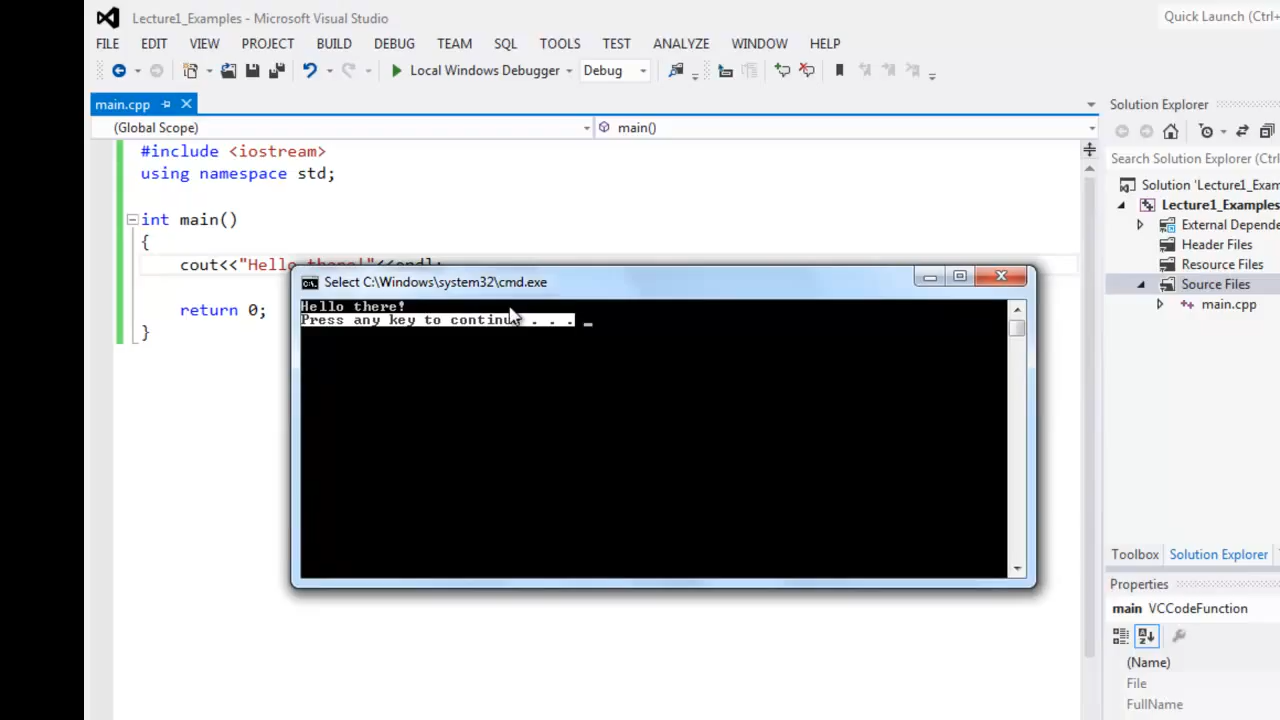 Lecture1_Examples - Microsoft Visual Studio
Quick Launch (Ctrl+
FILE EDIT VIEW PROJECT BUILD DEBUG TEAM SQL TOOLS TEST ANALYZE WINDOW HELP
Local Windows Debugger Debug
main.cpp
(Global Scope) main()
#include <iostream>
using namespace std;
int main()
{
cout<<"Hello there!"<<endl;
return 0;
}
Select C:\Windows\system32\cmd.exe
Hello there!
Press any key to continue . . . _
Solution Explorer
Search Solution Explorer (Ctrl
Solution 'Lecture1_Exam
Lecture1_Examples
External Depende
Header Files
Resource Files
Source Files
main.cpp
Toolbox Solution Explorer
Properties
main VCCodeFunction
(Name)
File
FullName